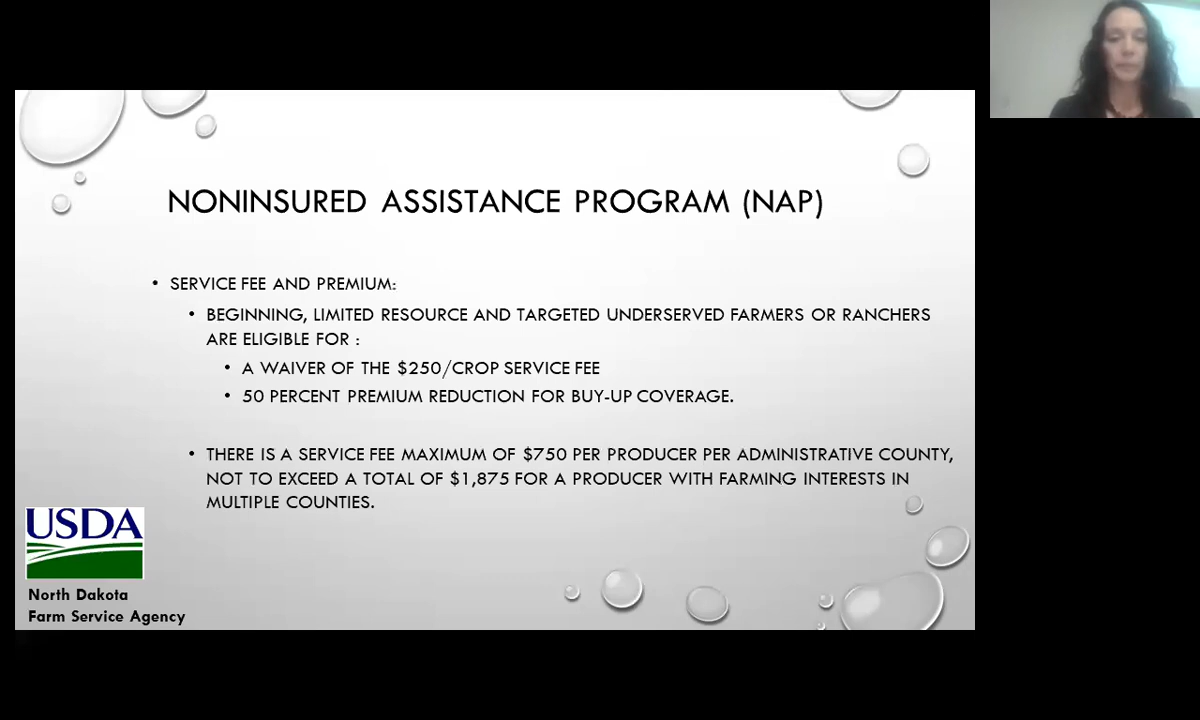 NONINSURED ASSISTANCE PROGRAM (NAP)
• SERVICE FEE AND PREMIUM:
• BEGINNING, LIMITED RESOURCE AND TARGETED UNDERSERVED FARMERS OR RANCHERS
ARE ELIGIBLE FOR :
• A WAIVER OF THE $250/CROP SERVICE FEE
• 50 PERCENT PREMIUM REDUCTION FOR BUY-UP COVERAGE.
• THERE IS A SERVICE FEE MAXIMUM OF $750 PER PRODUCER PER ADMINISTRATIVE COUNTY,
NOT TO EXCEED A TOTAL OF $1,875 FOR A PRODUCER WITH FARMING INTERESTS IN
MULTIPLE COUNTIES.
USDA
North Dakota
Farm Service Agency